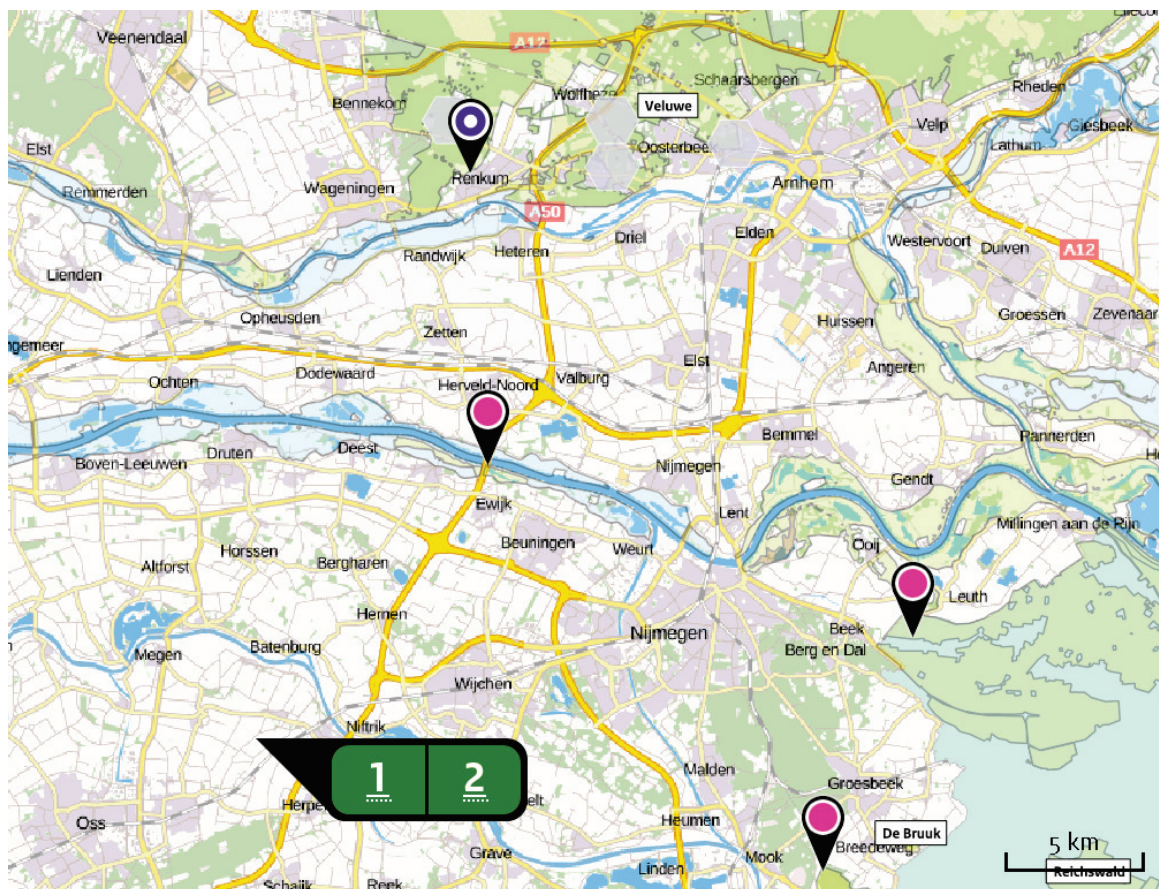 Veenendaal
A12
Schaarsbergen
Wolfheze
Rheden
Bennekom
Veluwe
Velp
Giesbeek
Elst
Oosterbeek
Lathum
Renkum
Arnhem
Remmerden
Wageningen
A50
Driel
Elden
Westervoort
Duiven
A12
Randwijk
Heteren
Lienden
Opheusden
Zetten
Huissen
Groessen
Zevenaar
Elst
Angeren
Ochten
Dodewaard
Herveld-Noord
Valburg
Bemmel
Pannerden
Deest
Druten
Boven-Leeuwen
Nijmegen
Gendt
Ewijk
Lent
Millingen aan de Rijn
Horssen
Beuningen
Weurt
Ooij
Altforst
Bergharen
Leuth
Hernen
Nijmegen
Beek
Batenburg
Berg en Dal
Megen
Wijchen
Niftrik
1 2
Malden
Groesbeek
Oss
Heumen
De Bruuk
Breedeweg
5 km
Grave
Mook
Linden
Reichswald
Schaijk
Reek